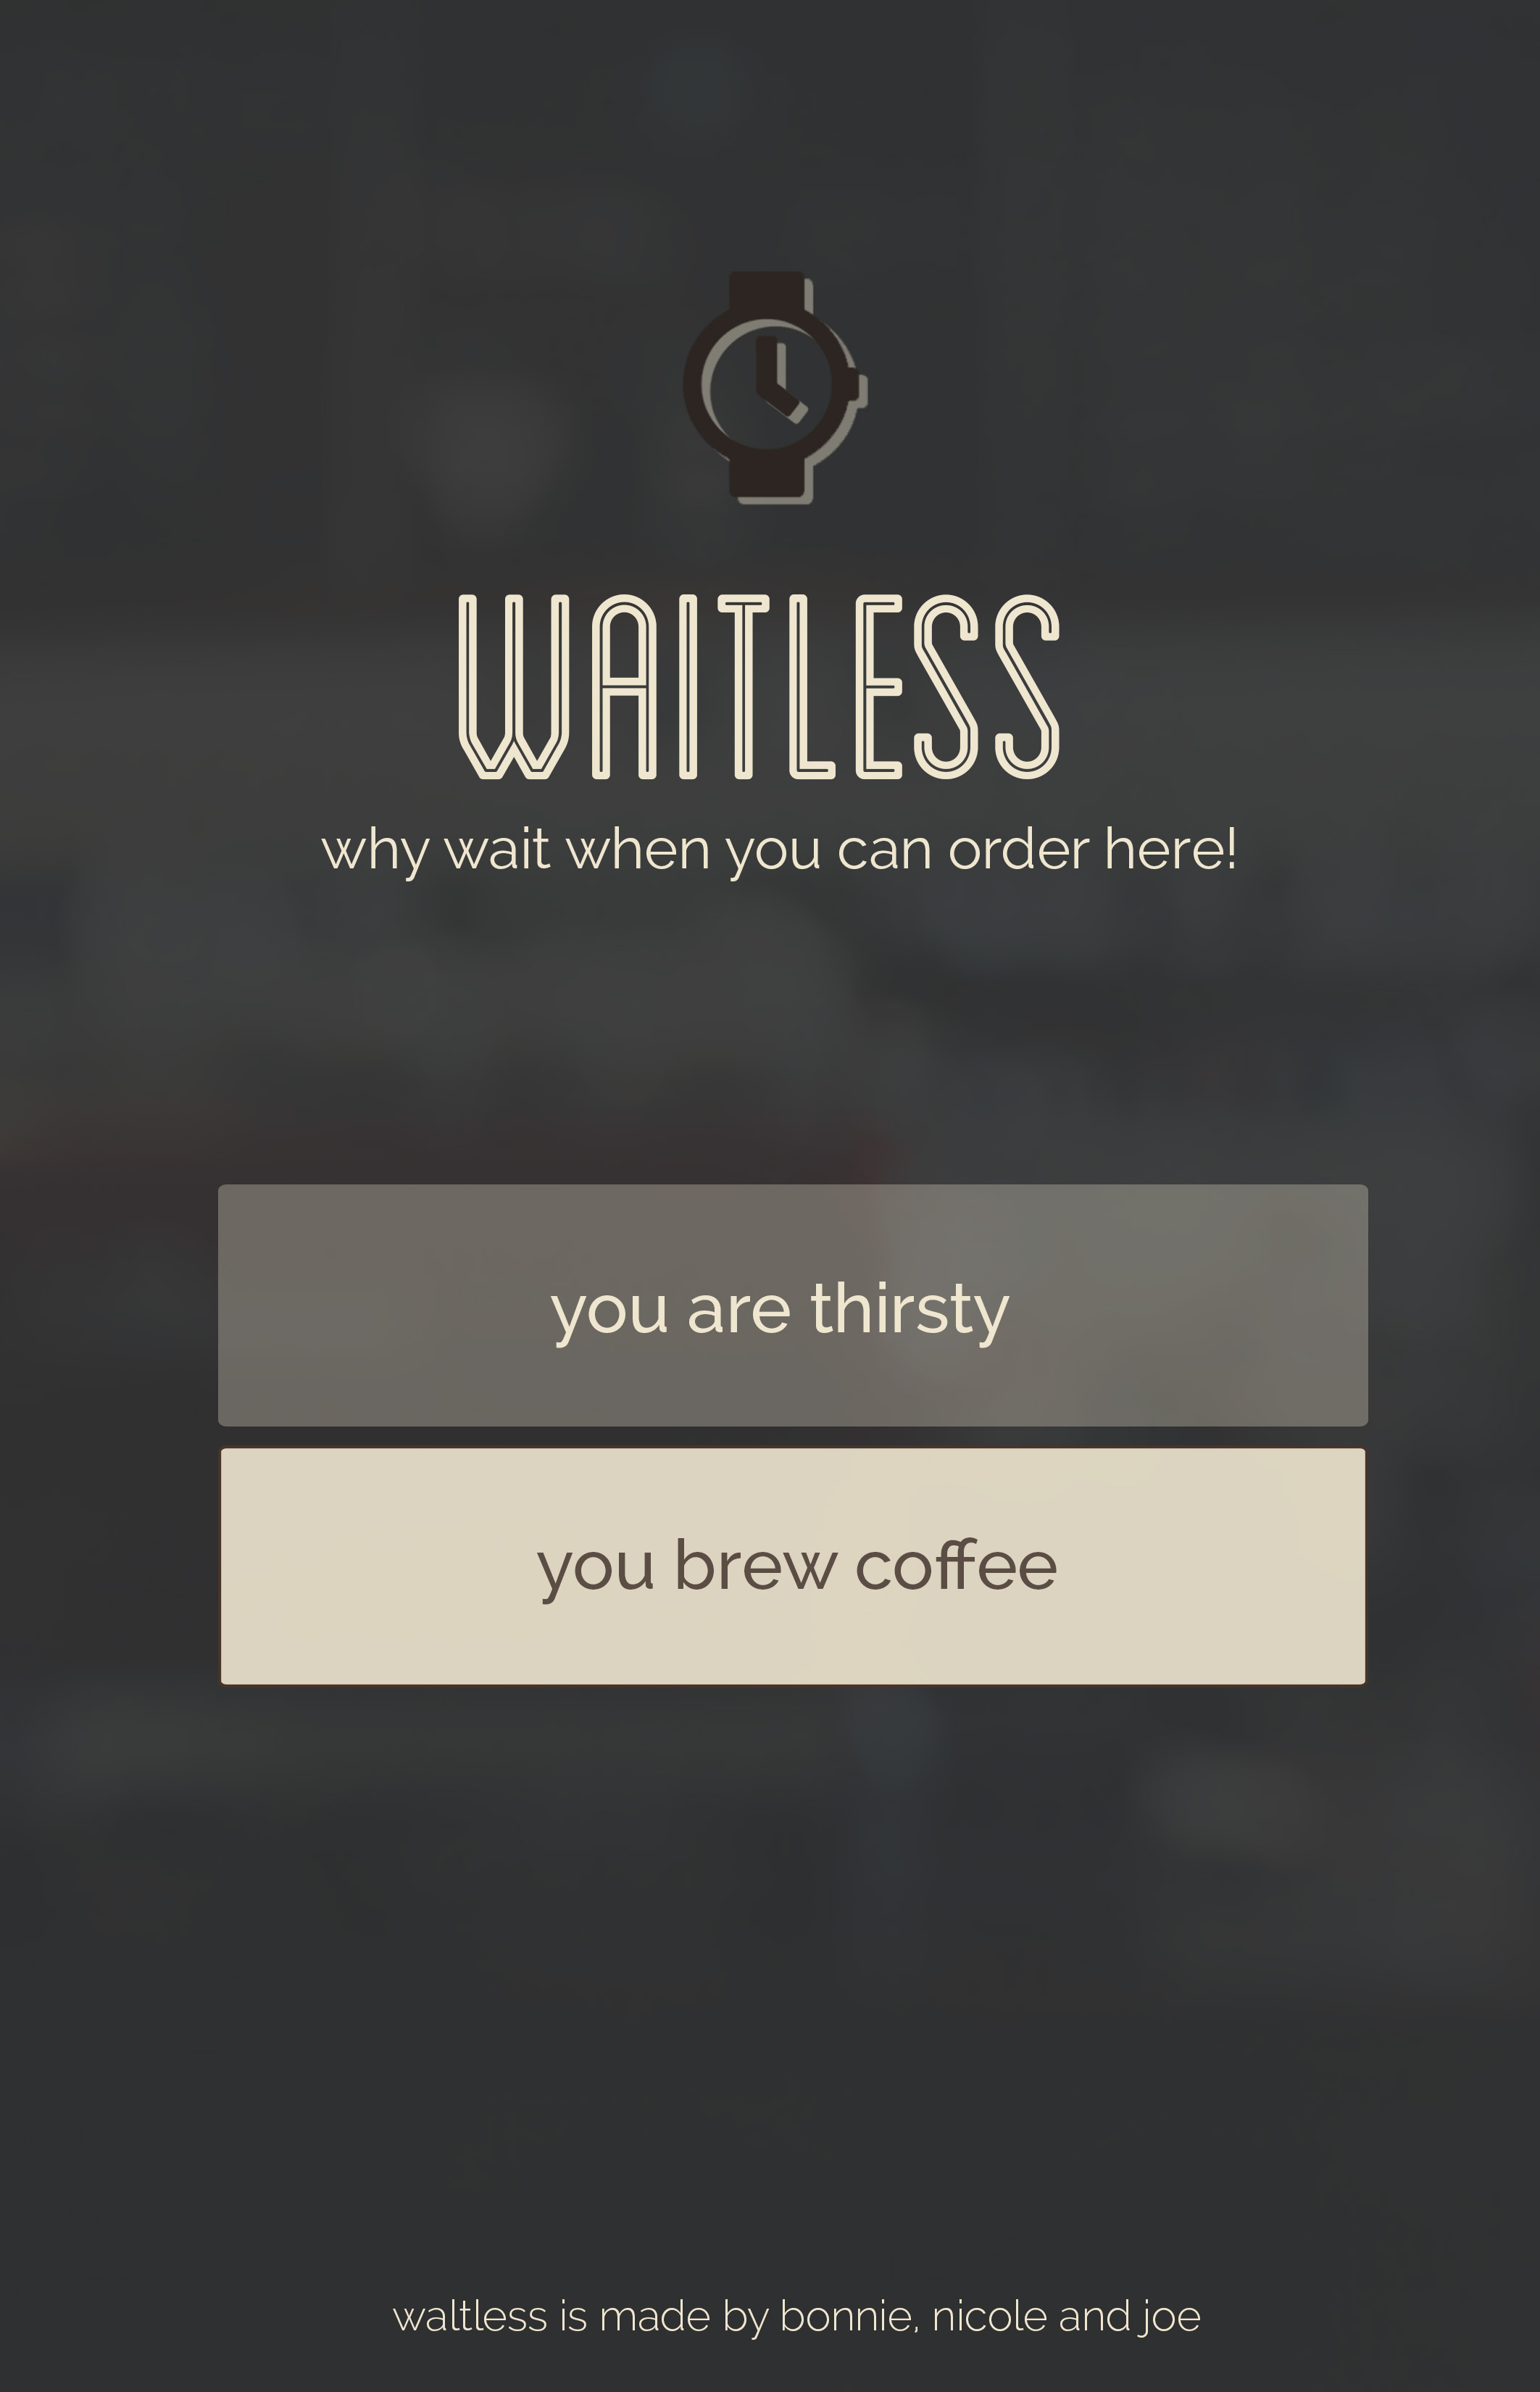 WAITLESS
why wait when you can order here!
you are thirsty
you brew coffee
waltless is made by bonnie, nicole and joe